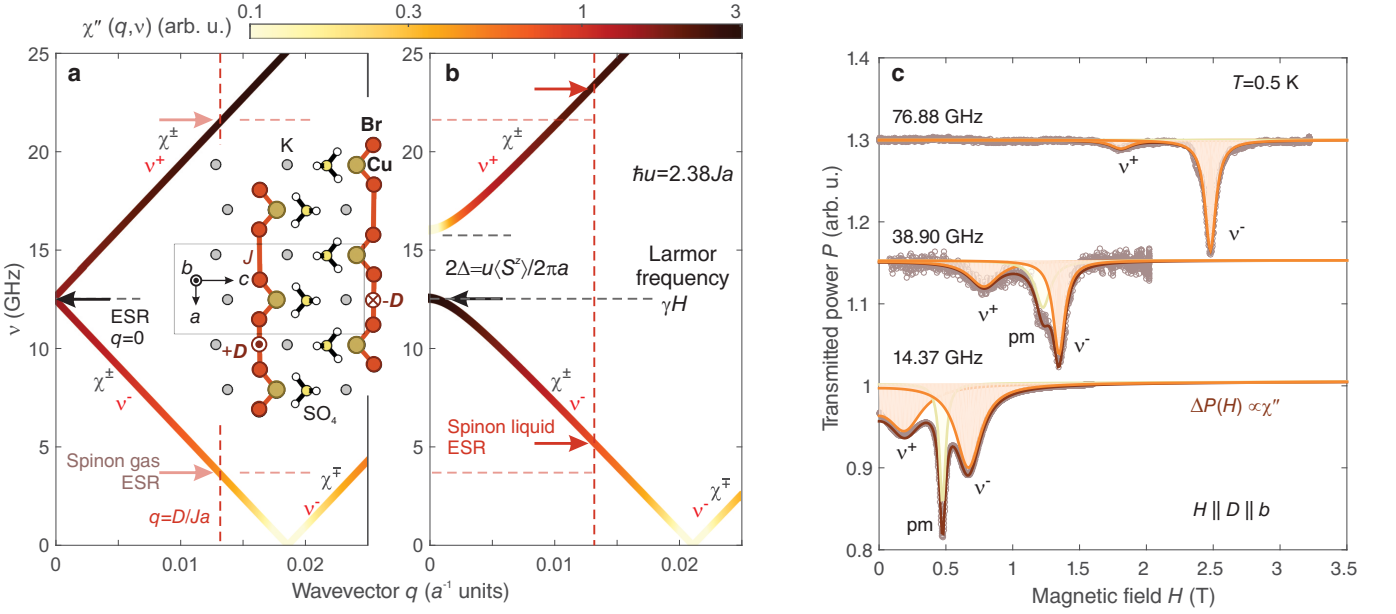 χ″ (q,ν) (arb. u.)
0.1
0.3
1
3
a
25
20
15
10
5
0
ν (GHz)
χ±
ν+
ESR
q=0
χ±
ν-
Spinon gas
ESR
q=D/Ja
χ∓
ν-
0
0.01
0.02
K
Br
Cu
J
b
c
a
-D
+D
SO4
b
χ±
ν+
ħu=2.38Ja
2Δ=u⟨Sz⟩/2πa
Larmor
frequency
γH
χ±
ν-
Spinon liquid
ESR
χ∓
ν-
0
0.01
0.02
Wavevector q (a-1 units)
c
T=0.5 K
1.4
1.3
1.2
1.1
1
0.9
0.8
Transmitted power P (arb. u.)
76.88 GHz
ν+
ν-
38.90 GHz
ν+
pm
ν-
14.37 GHz
ΔP(H) ∝χ″
ν+
ν-
pm
H || D || b
0
0.5
1
1.5
2
2.5
3
3.5
Magnetic field H (T)